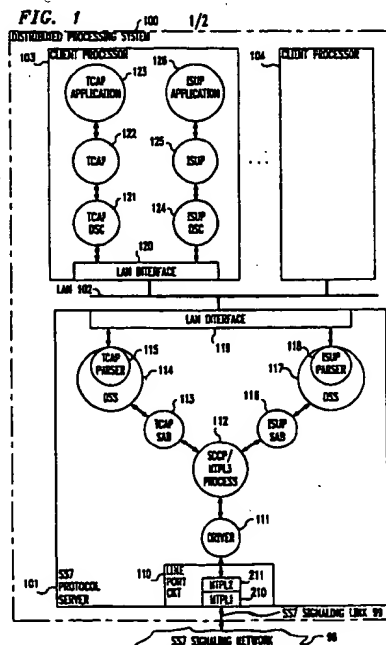 FIG. 1
1/2
100
DISTRIBUTED PROCESSING SYSTEM
103
CLIENT PROCESSOR
104
CLIENT PROCESSOR
123
TCAP
APPLICATION
126
ISUP
APPLICATION
122
TCAP
125
ISUP
...
121
TCAP
DSC
124
ISUP
DSC
120
LAN INTERFACE
LAN 102
LAN INTERFACE
119
115
TCAP
PARSER
114
DSS
118
ISUP
PARSER
117
DSS
113
TCAP
SAB
112
116
ISUP
SAB
SCCP/
MTPL3
PROCESS
111
DRIVER
110
LINE
PORT
CKT
211
MTPL2
210
MTPL1
101
SS7
PROTOCOL
SERVER
SS7 SIGNALING LINK 99
SS7 SIGNALING NETWORK
98